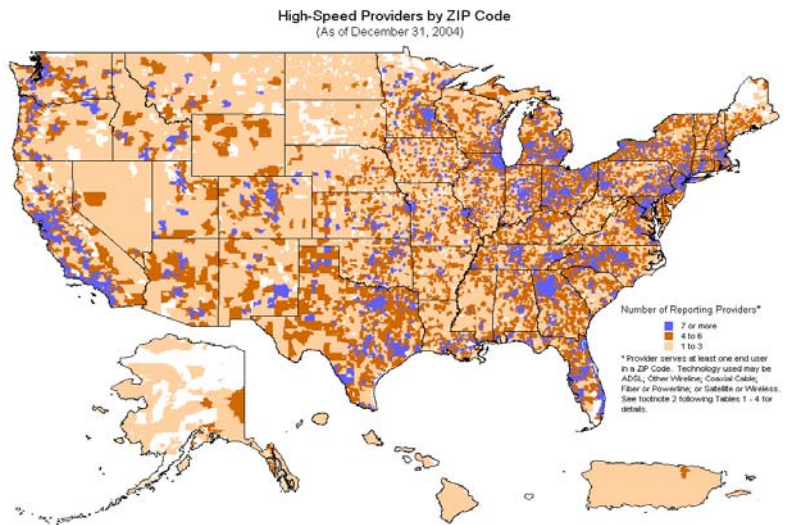 High-Speed Providers by ZIP Code
(As of December 31, 2004)
Number of Reporting Providers*
7 or more
4 to 6
1 to 3
* Provider serves at least one end user
in a ZIP Code. Technology used may be
ADSL; Other Wireline; Coaxial Cable;
Fiber or Powerline; or Satellite or Wireless.
See footnote 2 following Tables 1 - 4 for
details.